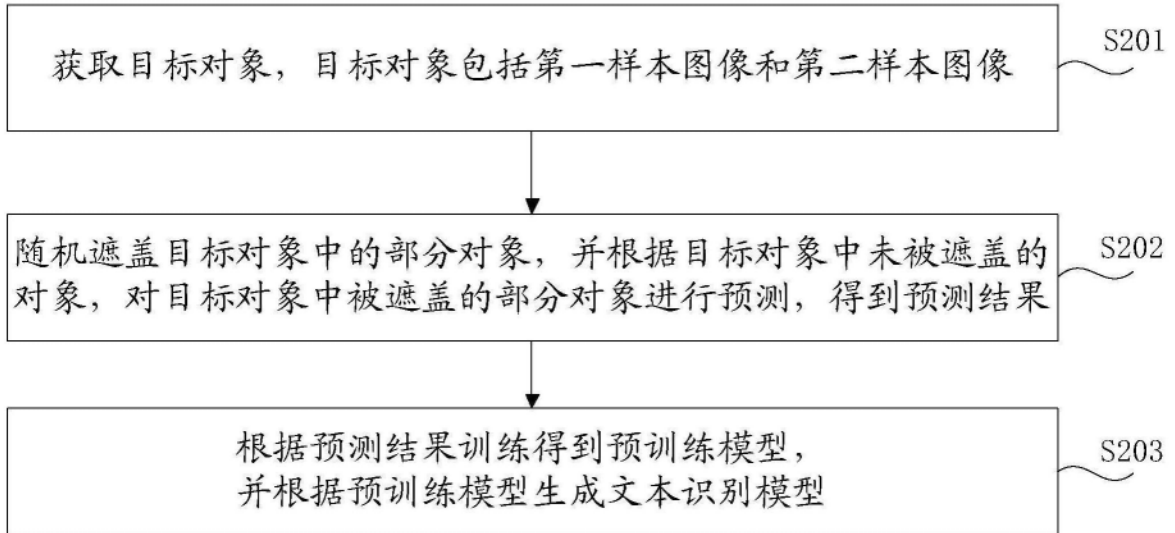 获取目标对象，目标对象包括第一样本图像和第二样本图像
S201
随机遮盖目标对象中的部分对象，并根据目标对象中未被遮盖的
对象，对目标对象中被遮盖的部分对象进行预测，得到预测结果
S202
根据预测结果训练得到预训练模型，
并根据预训练模型生成文本识别模型
S203